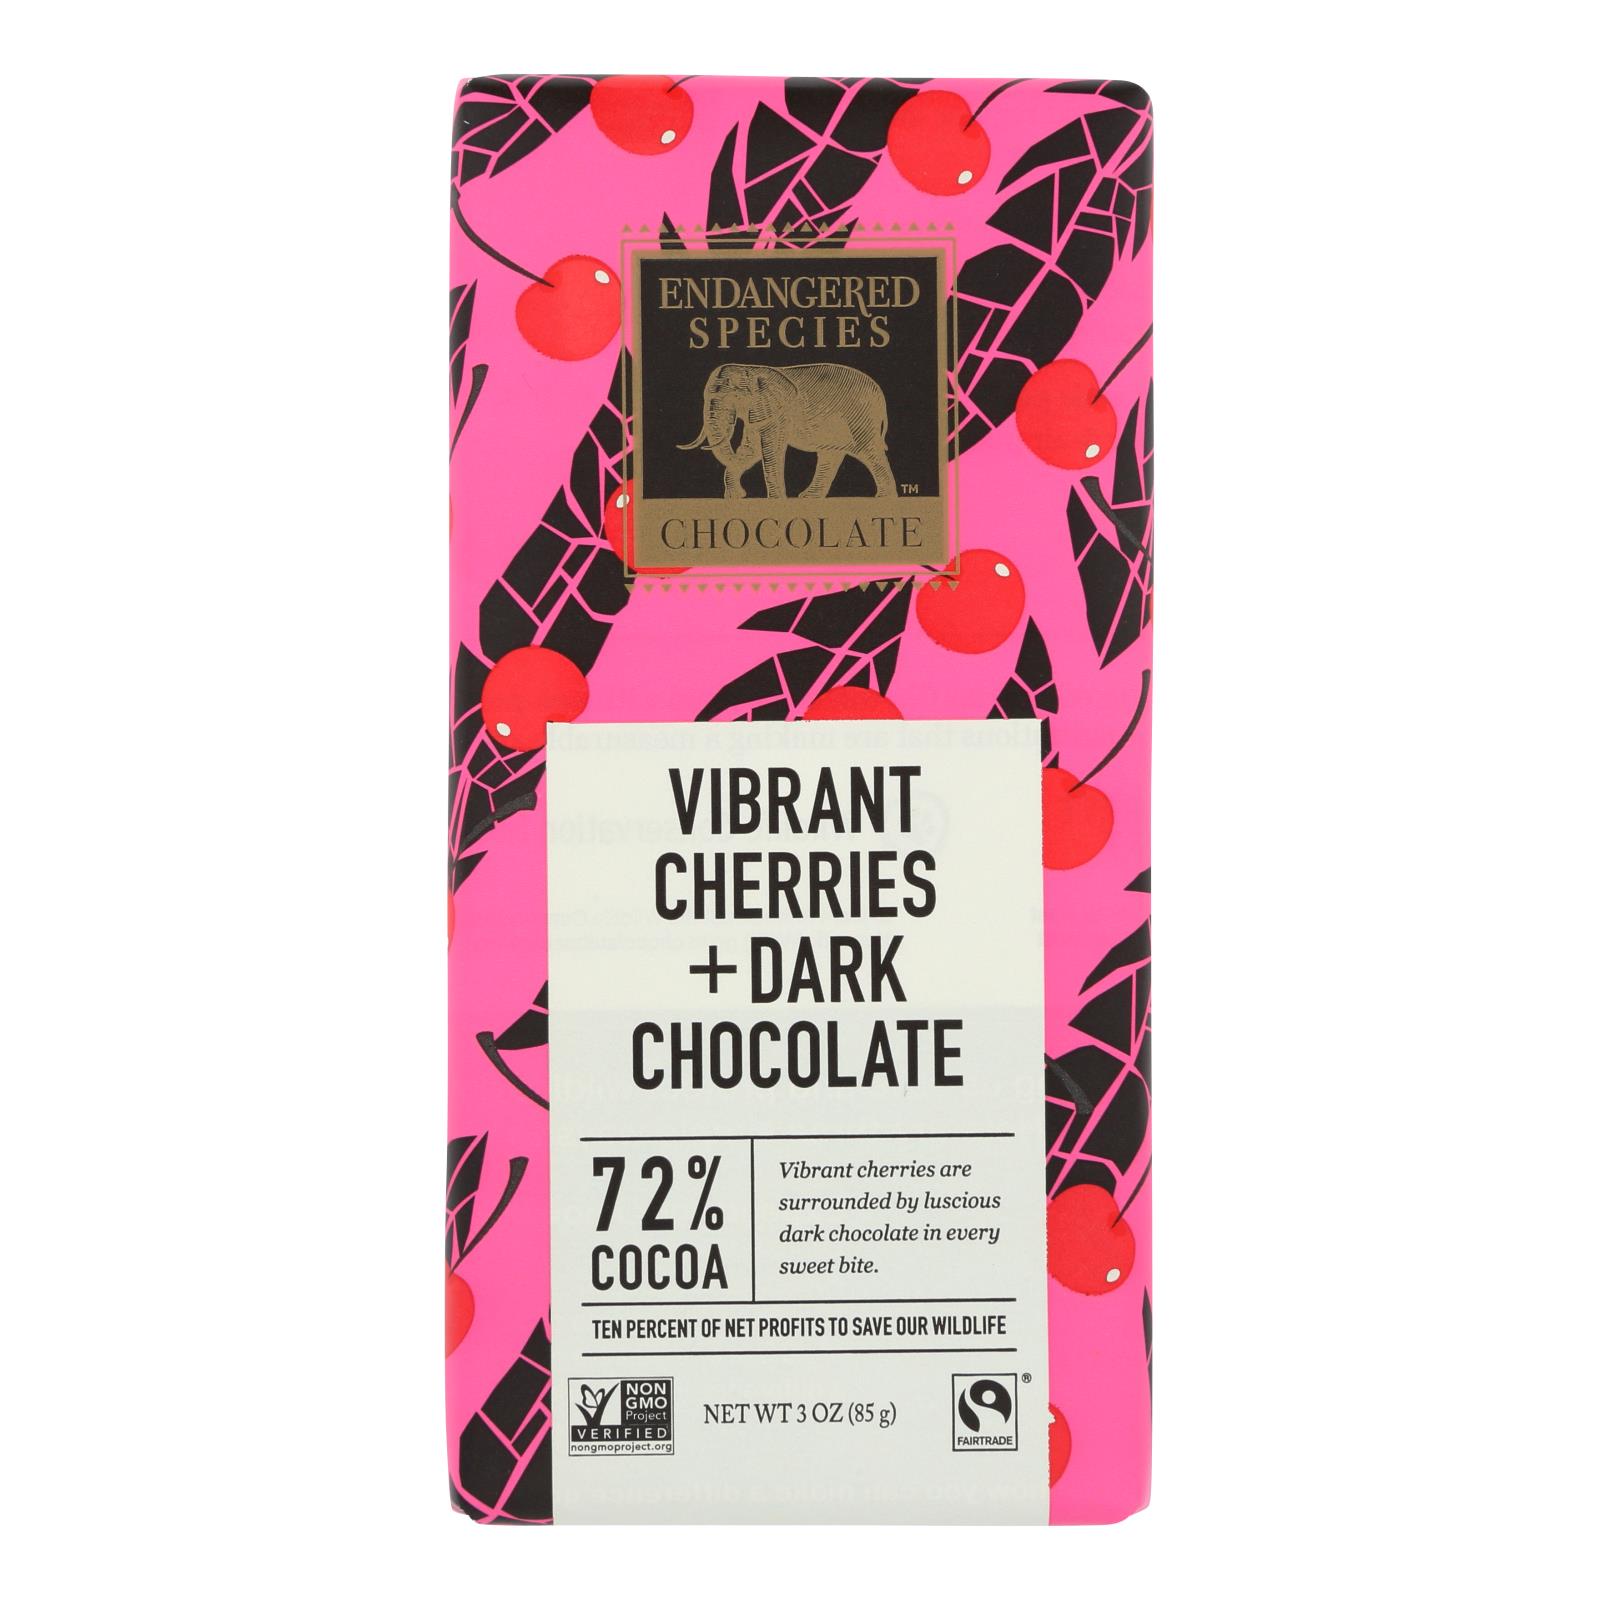 ENDANGERED
SPECIES
™
CHOCOLATE
VIBRANT
CHERRIES
+DARK
CHOCOLATE
72%
COCOA
Vibrant cherries are
surrounded by luscious
dark chocolate in every
sweet bite.
TEN PERCENT OF NET PROFITS TO SAVE OUR WILDLIFE
NON
GMO
Project
VERIFIED
nongmoproject.org
NET WT 3 OZ (85 g)
®
FAIRTRADE